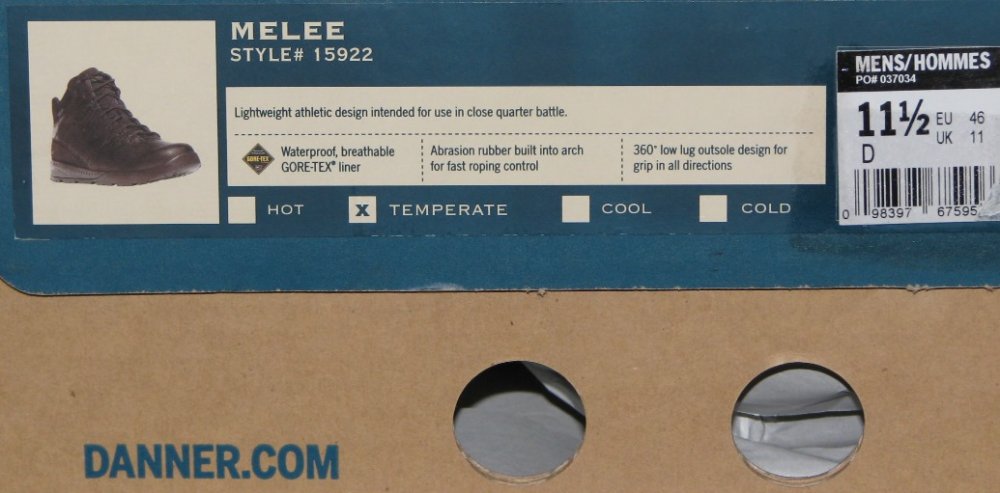 MELEE
STYLE# 15922
Lightweight athletic design intended for use in close quarter battle.
GORE-TEX
Waterproof, breathable
GORE-TEX® liner
Abrasion rubber built into arch
for fast roping control
360° low lug outsole design for
grip in all directions
HOT
X TEMPERATE
COOL
COLD
MENS/HOMMES
PO# 037034
11½ EU 46
D UK 11
0 98397 67595
DANNER.COM